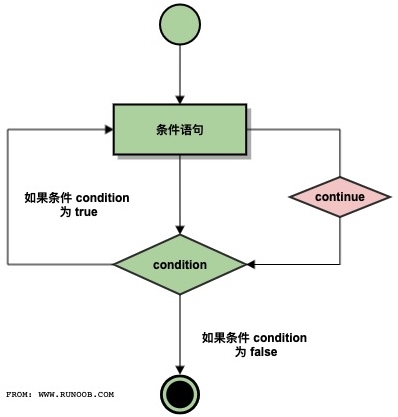 条件语句
如果条件 condition
为 true
continue
condition
如果条件 condition
为 false
FROM: WWW.RUNOOB.COM